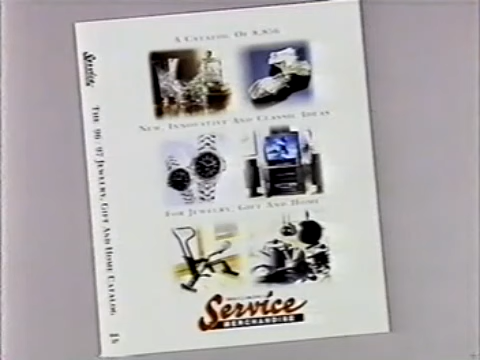 A CATALOG OF 8,856
NEW, INNOVATIVE AND CLASSIC IDEAS
FOR JEWELRY, GIFT AND HOME
Service
MERCHANDISE
Service
THE 96/97 JEWELRY, GIFT AND HOME CATALOG